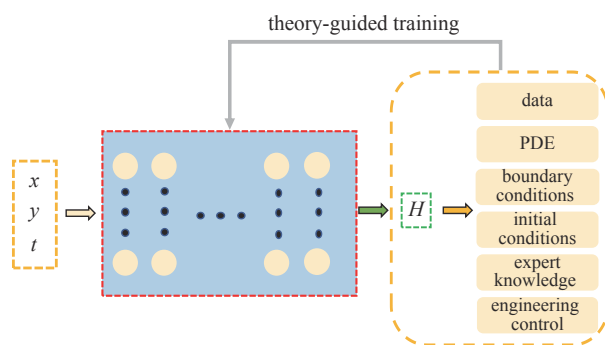 theory-guided training
x
y
t
H
data
PDE
boundary
conditions
initial
conditions
expert
knowledge
engineering
control